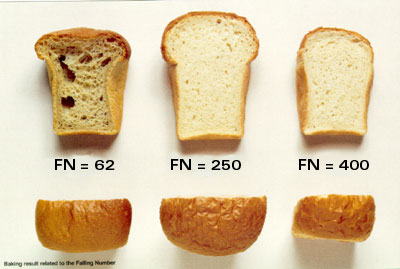 FN = 62
FN = 250
FN = 400
Baking result related to the Falling Number